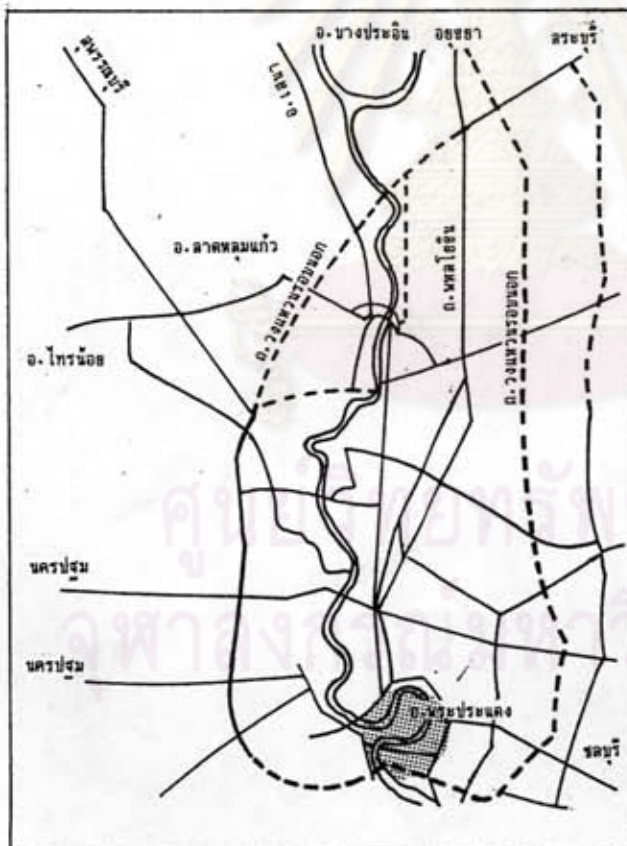 อ.บางปะอิน
อยุธยา
สระบุรี
สุพรรณบุรี
อ.ลาดหลุมแก้ว
ถ.วงแหวนรอบนอก
ถ.พหลโยธิน
ถ.วงแหวนรอบนอก
อ.ไทรน้อย
นครปฐม
นครปฐม
อ.พระประแดง
ชลบุรี